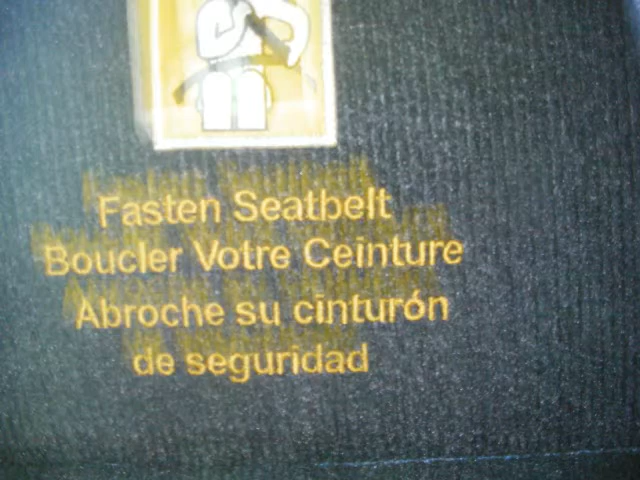 Fasten Seatbelt
Boucler Votre Ceinture
Abroche su cinturón
de seguridad